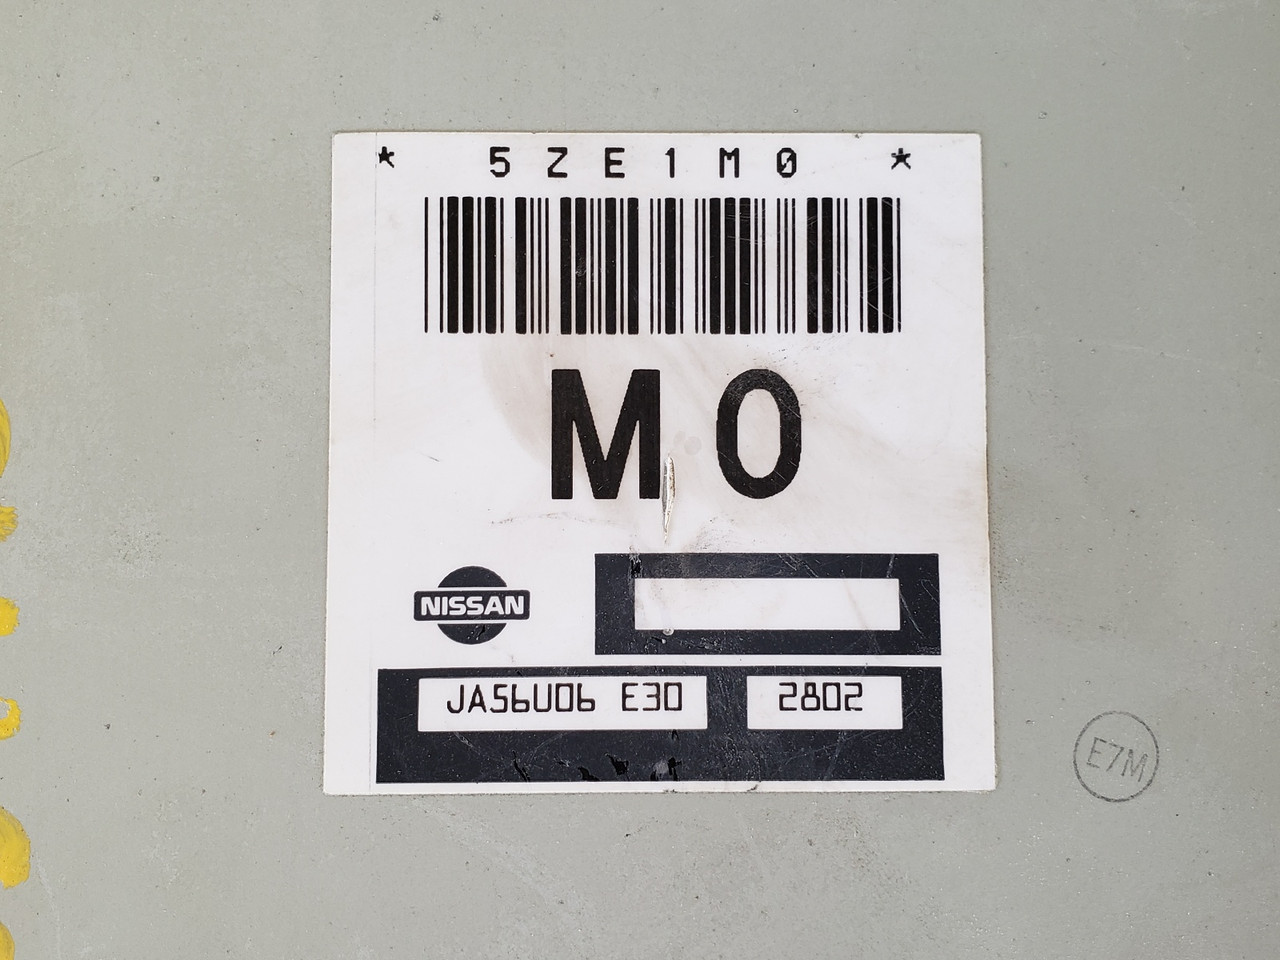 * 5ZE1M0 *
M0
NISSAN
JA56U06 E30 2802
E7M